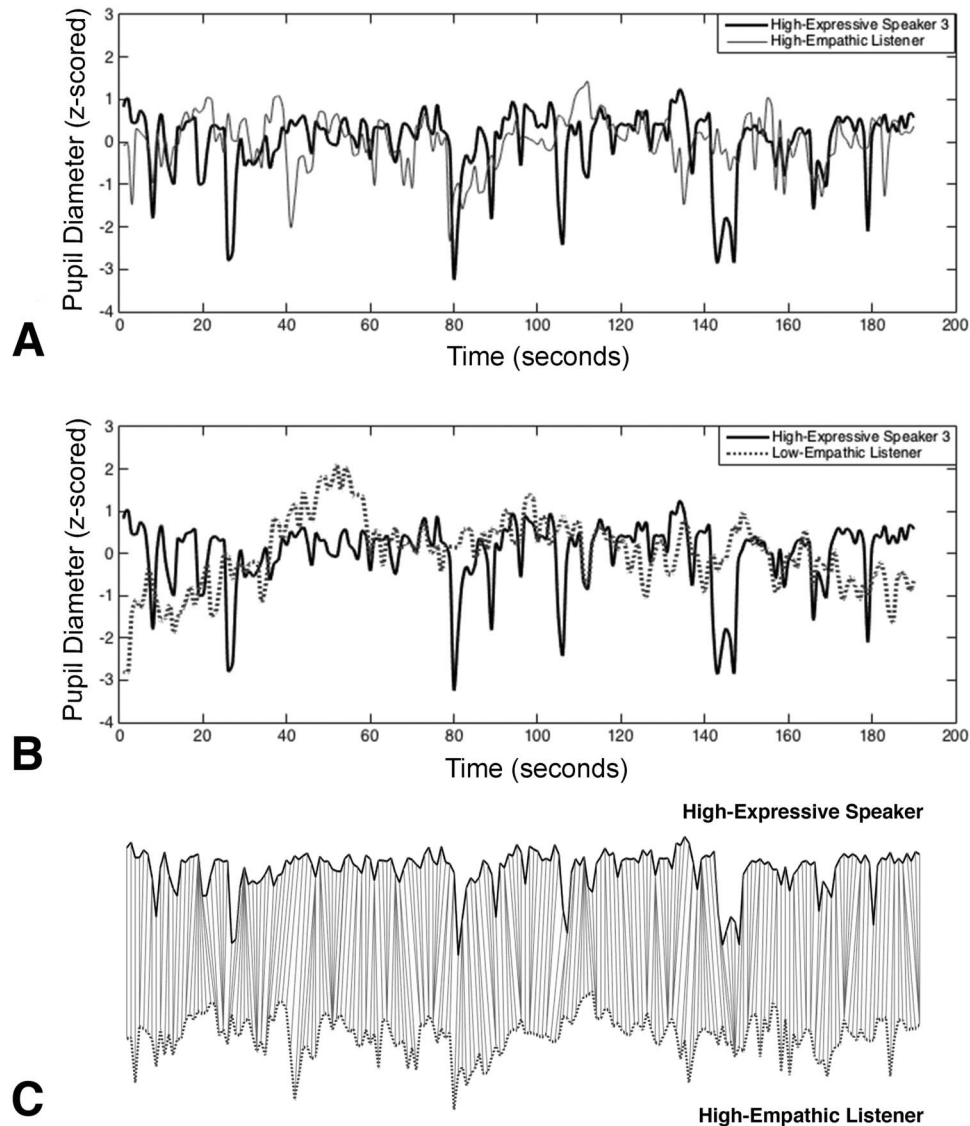 3
2
1
0
-1
-2
-3
-4
Pupil Diameter (z-scored)
High-Expressive Speaker 3
High-Empathic Listener
0 20 40 60 80 100 120 140 160 180 200
Time (seconds)
A
3
2
1
0
-1
-2
-3
-4
Pupil Diameter (z-scored)
High-Expressive Speaker 3
Low-Empathic Listener
0 20 40 60 80 100 120 140 160 180 200
Time (seconds)
B
High-Expressive Speaker
High-Empathic Listener
C